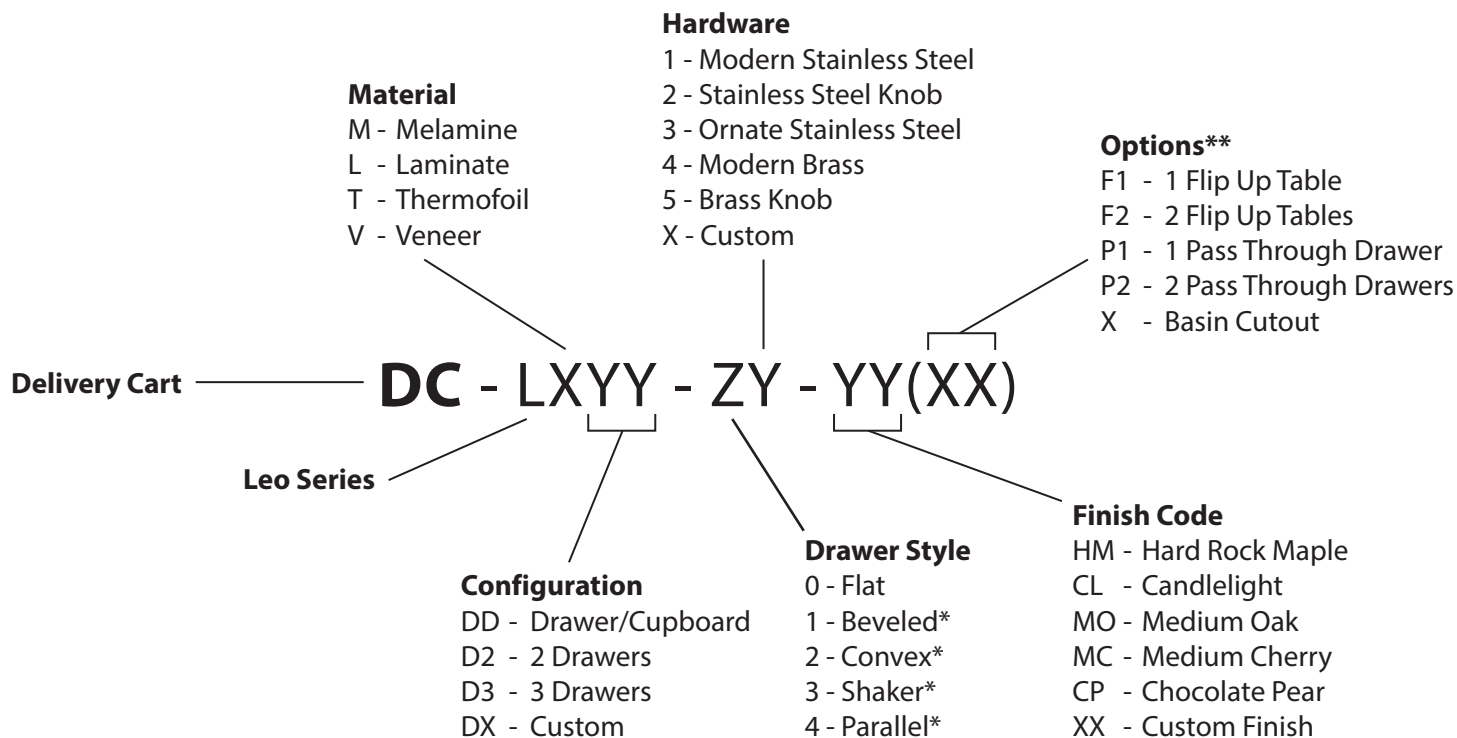 Hardware
1 - Modern Stainless Steel
2 - Stainless Steel Knob
3 - Ornate Stainless Steel
4 - Modern Brass
5 - Brass Knob
X - Custom
Material
M - Melamine
L - Laminate
T - Thermofoil
V - Veneer
Options**
F1 - 1 Flip Up Table
F2 - 2 Flip Up Tables
P1 - 1 Pass Through Drawer
P2 - 2 Pass Through Drawers
X - Basin Cutout
Delivery Cart
DC - LXYY - ZY - YY(XX)
Leo Series
Configuration
DD - Drawer/Cupboard
D2 - 2 Drawers
D3 - 3 Drawers
DX - Custom
Drawer Style
0 - Flat
1 - Beveled*
2 - Convex*
3 - Shaker*
4 - Parallel*
Finish Code
HM - Hard Rock Maple
CL - Candlelight
MO - Medium Oak
MC - Medium Cherry
CP - Chocolate Pear
XX - Custom Finish